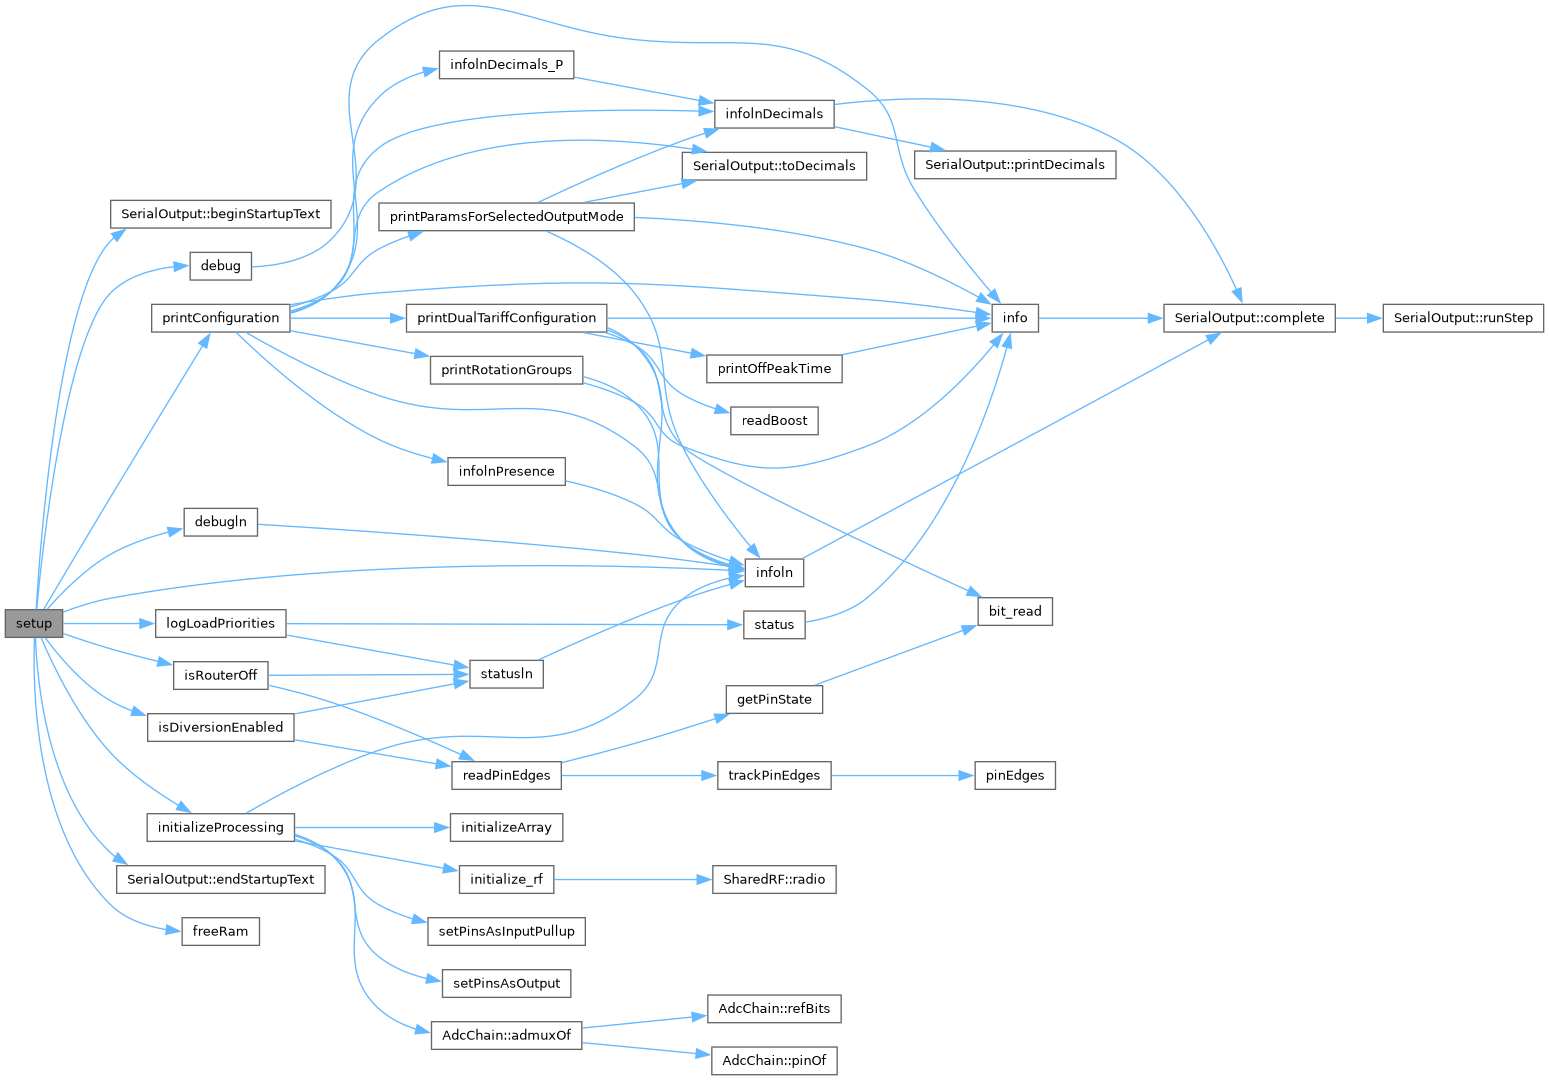 infolnDecimals_P
infolnDecimals
SerialOutput::printDecimals
SerialOutput::toDecimals
SerialOutput::beginStartupText
printParamsForSelectedOutputMode
debug
printConfiguration
printDualTariffConfiguration
info
SerialOutput::complete
SerialOutput::runStep
printRotationGroups
printOffPeakTime
readBoost
infolnPresence
debugln
infoln
setup
logLoadPriorities
status
bit_read
isRouterOff
statusln
getPinState
isDiversionEnabled
readPinEdges
trackPinEdges
pinEdges
initializeProcessing
initializeArray
SerialOutput::endStartupText
initialize_rf
SharedRF::radio
freeRam
setPinsAsInputPullup
setPinsAsOutput
AdcChain::admuxOf
AdcChain::refBits
AdcChain::pinOf